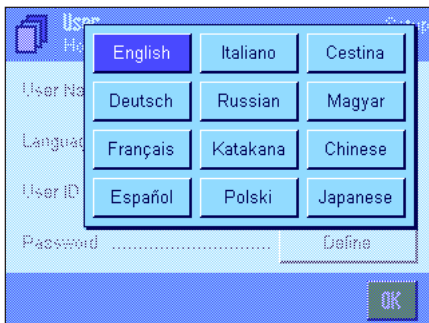 User
English Italiano Cestina
User Na
Deutsch Russian Magyar
Languag
Français Katakana Chinese
User ID
Español Polski Japanese
Password ............................ Define
OK